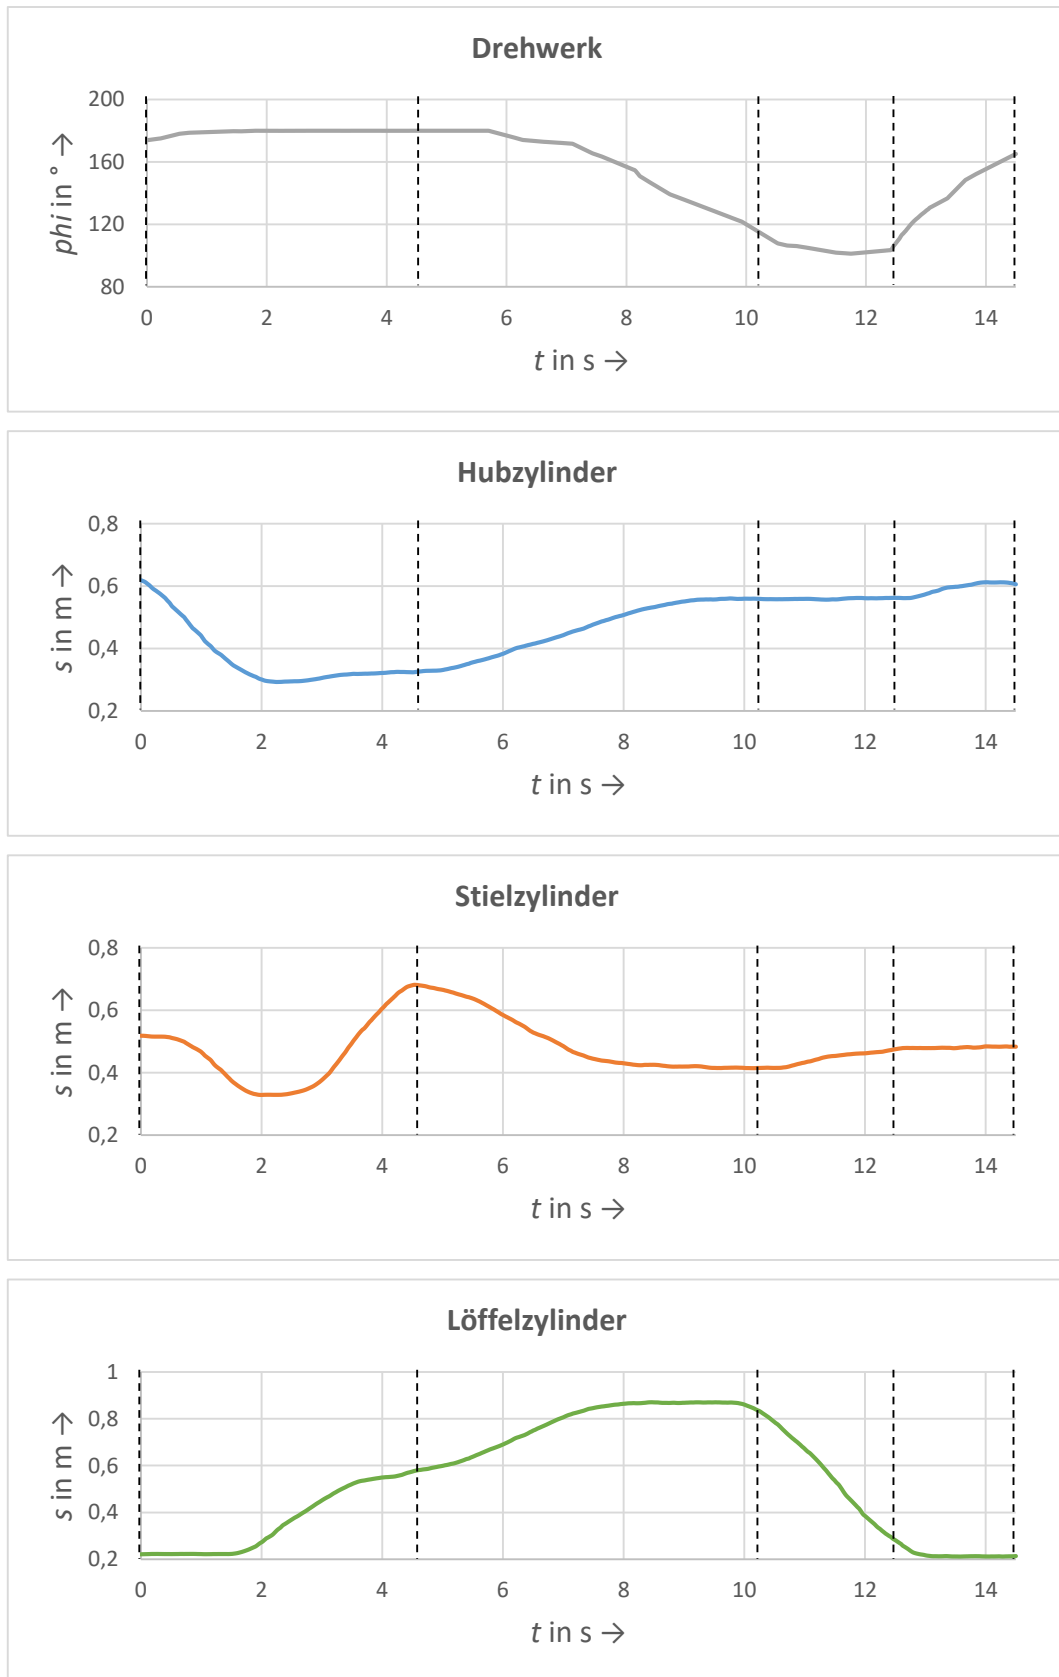 Drehwerk
200
160
120
80
phi in ° →
0 2 4 6 8 10 12 14
t in s →
Hubzylinder
0,8
0,6
0,4
0,2
s in m →
0 2 4 6 8 10 12 14
t in s →
Stielzylinder
0,8
0,6
0,4
0,2
s in m →
0 2 4 6 8 10 12 14
t in s →
Löffelzylinder
1
0,8
0,6
0,4
0,2
s in m →
0 2 4 6 8 10 12 14
t in s →